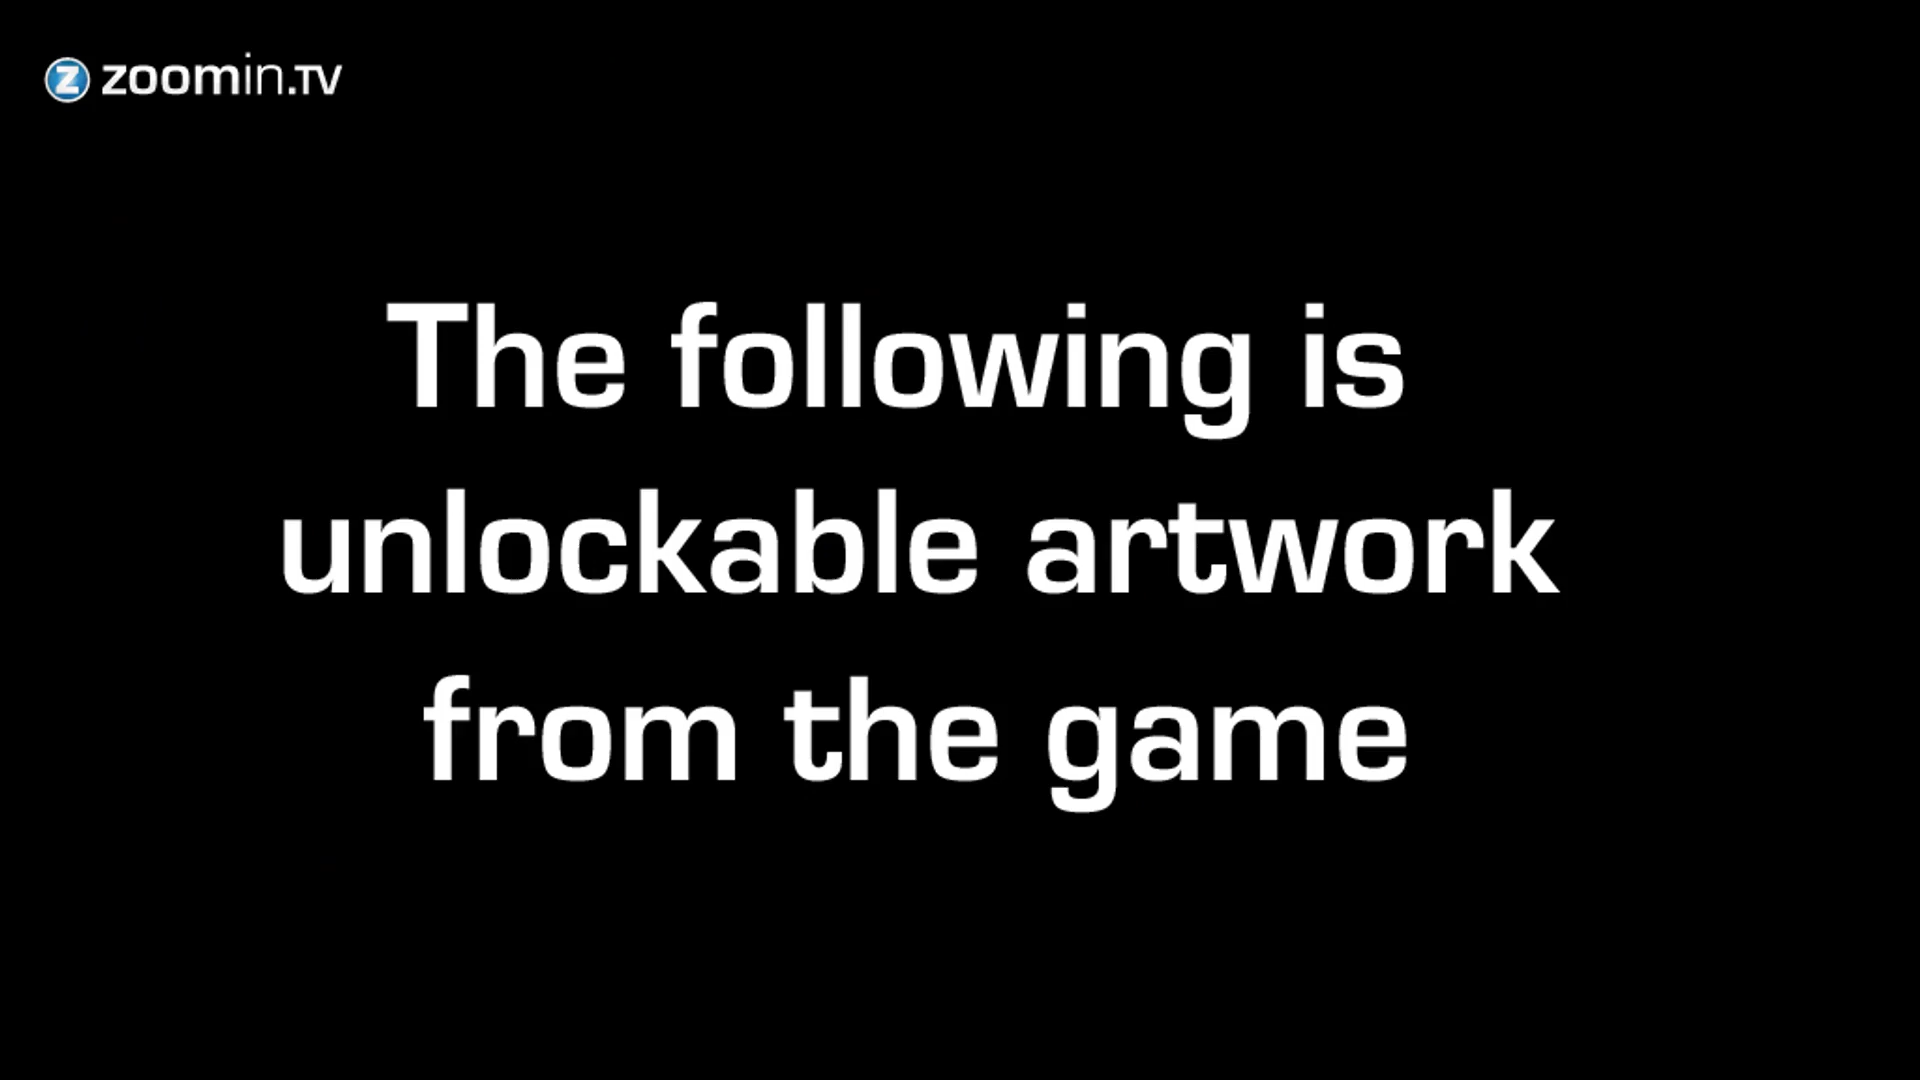 Z zoomin.TV
The following is
unlockable artwork
from the game